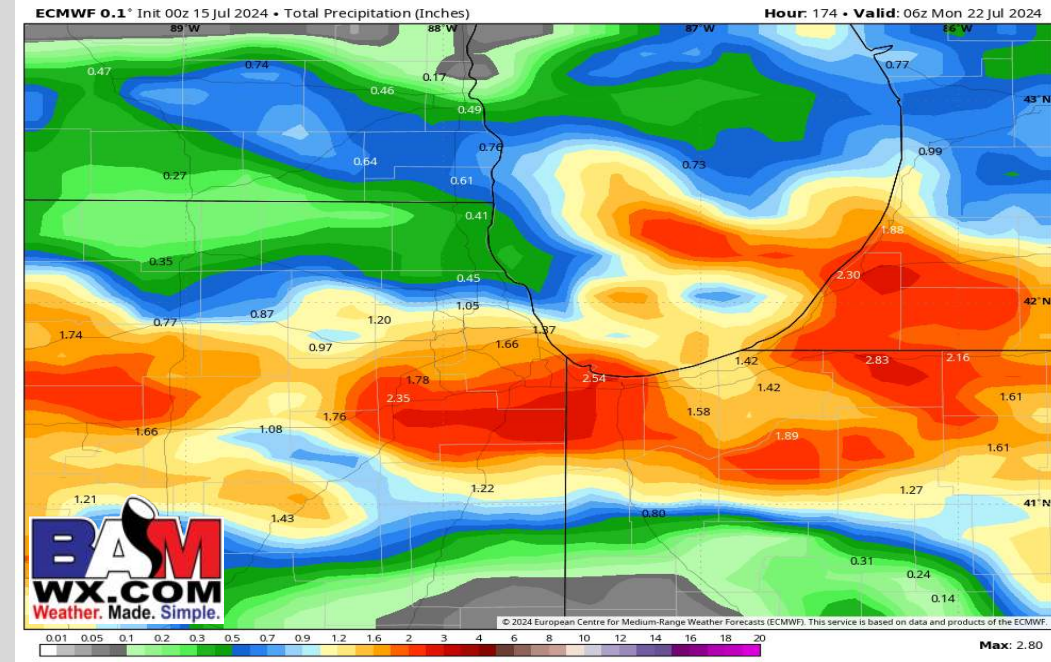 ECMWF 0.1° Init 00z 15 Jul 2024 • Total Precipitation (Inches) Hour: 174 • Valid: 06z Mon 22 Jul 2024
89°W 88°W 87°W 86°W
0.47 0.74 0.17 0.77
0.46
0.49 43°N
0.76 0.99
0.64 0.73
0.27 0.61
0.41
1.88
0.35
0.45 2.30
1.05 42°N
0.77 0.87 1.20
1.74 1.37
0.97 1.66
1.42 2.83 2.16
1.78 2.54
2.35 1.42 1.61
1.76 1.58
1.66 1.08 1.89
1.61
1.22 1.27
1.21 41°N
1.43 0.80
BAM
WX.COM
Weather. Made. Simple.
0.31
0.24
0.14
© 2024 European Centre for Medium-Range Weather Forecasts (ECMWF). This service is based on data and products of the ECMWF.
0.01 0.05 0.1 0.2 0.3 0.5 0.7 0.9 1.2 1.6 2 3 4 6 8 10 12 14 16 18 20
Max: 2.80